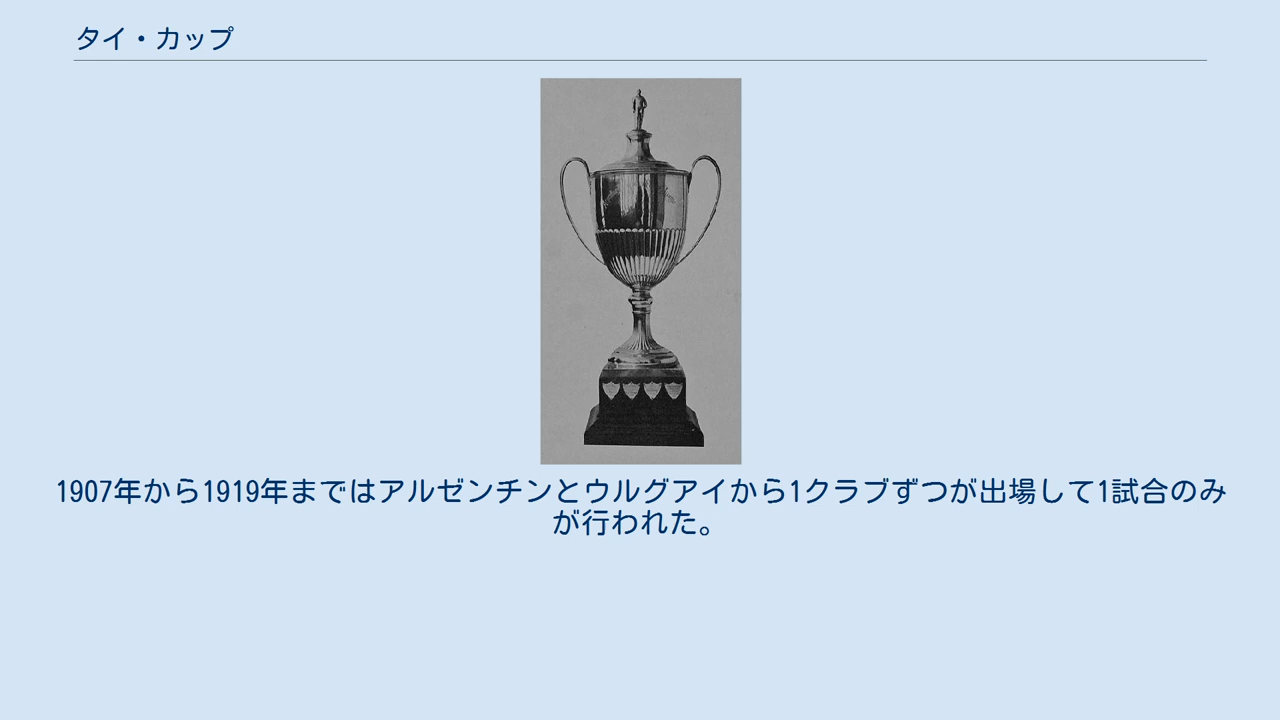 タイ・カップ
1907年から1919年まではアルゼンチンとウルグアイから1クラブずつが出場して1試合のみ
が行われた。